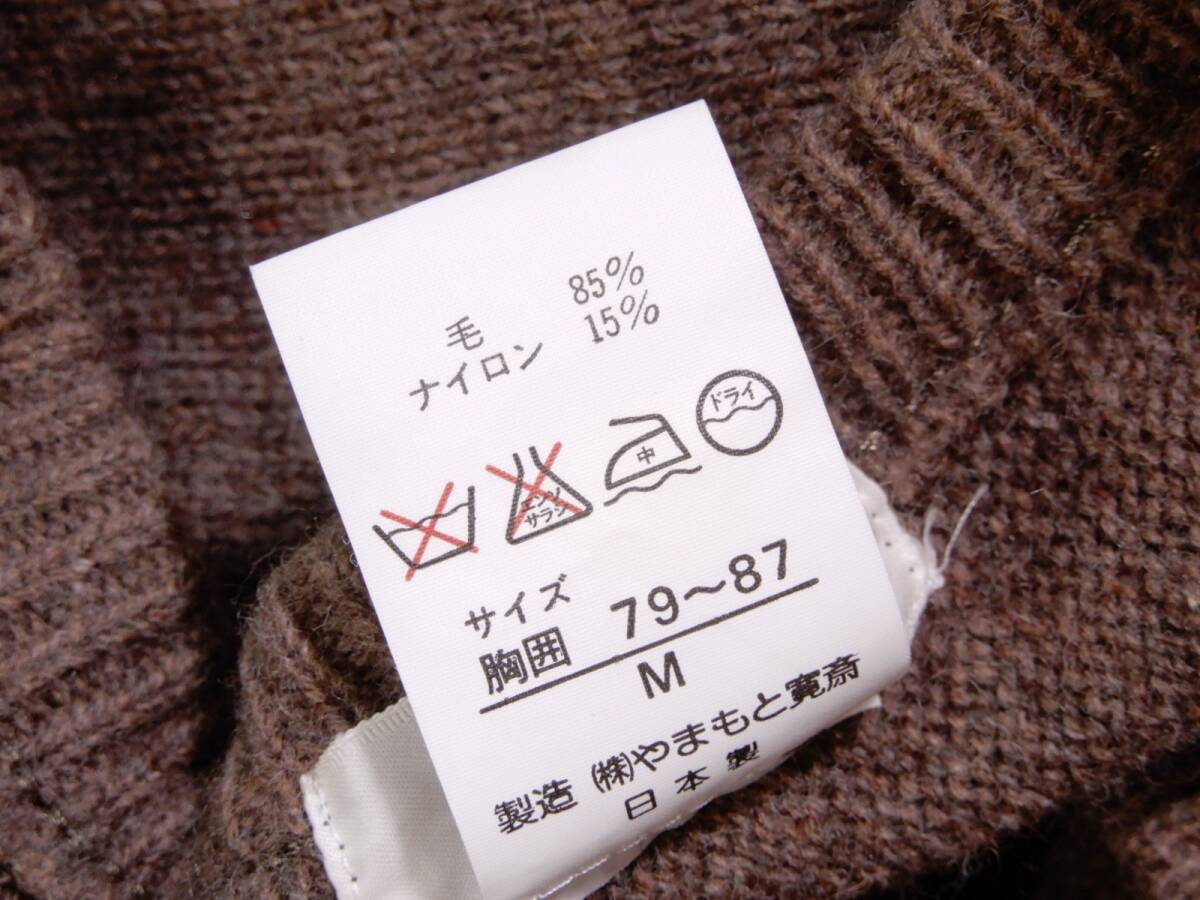 毛 85%
ナイロン 15%
エンソ
サラシ
中
ドライ
サイズ
胸囲 79~87
M
製造 ㈱やまもと寛斎
日本製